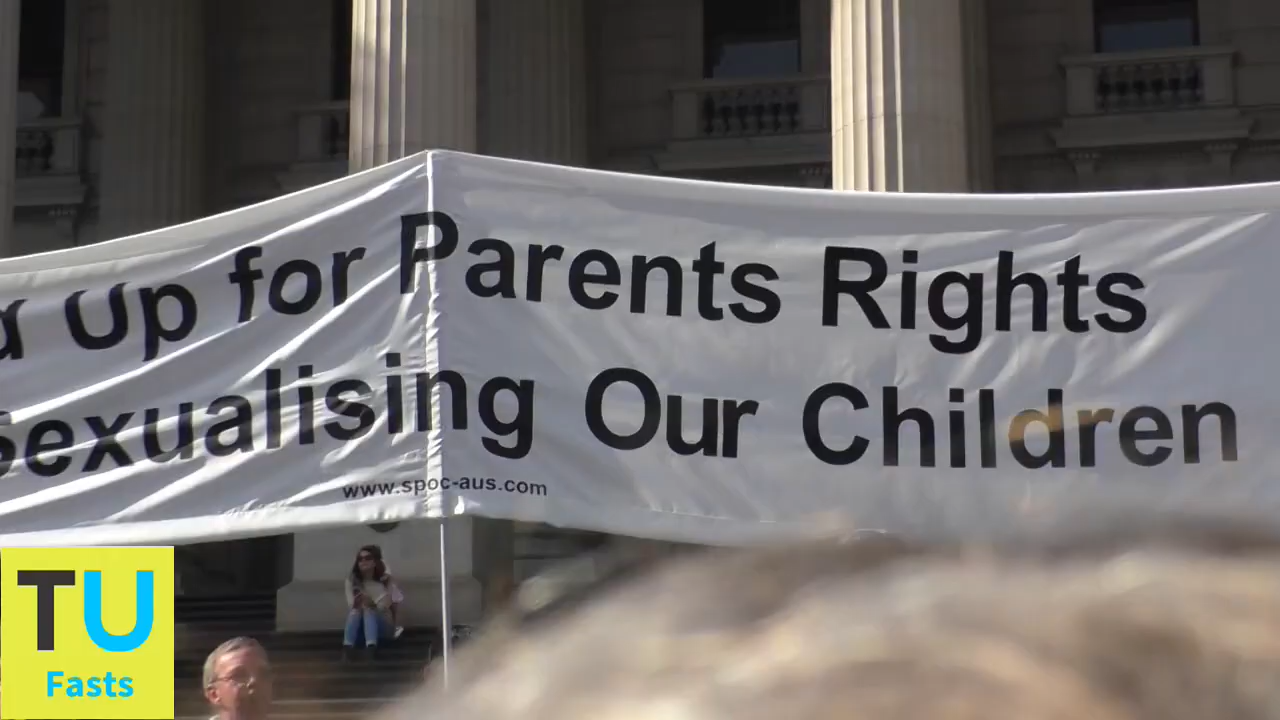 Up for Parents Rights
Sexualising Our Children
www.spoc-aus.com
TU
Fasts